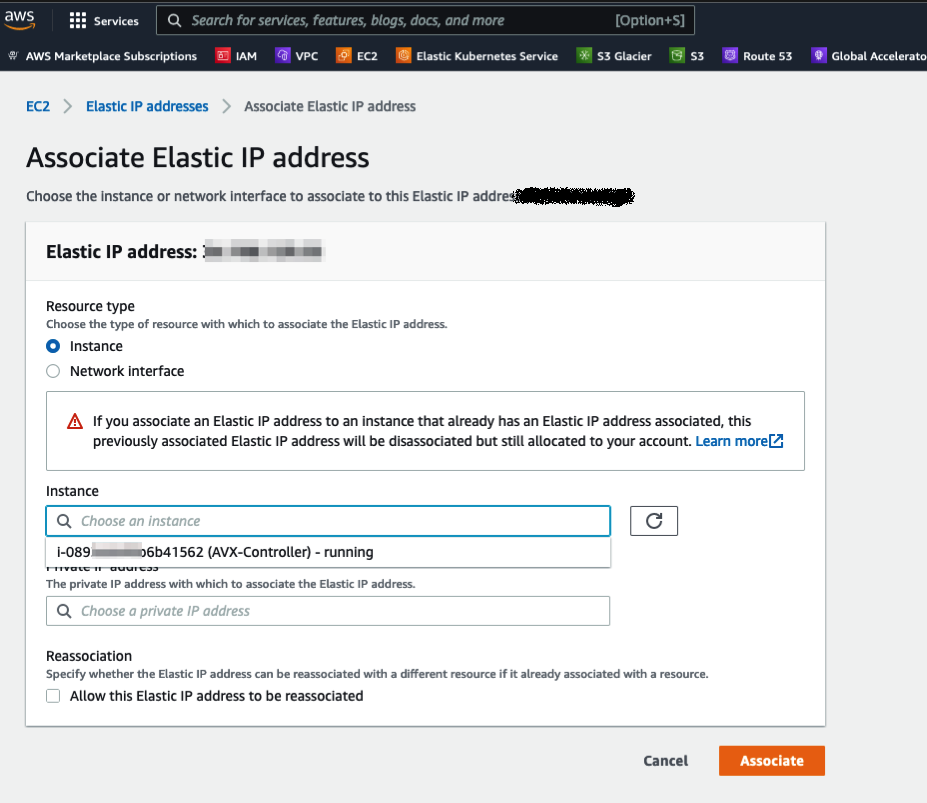 aws
Services
Search for services, features, blogs, docs, and more
[Option+S]
AWS Marketplace Subscriptions
IAM
VPC
EC2
Elastic Kubernetes Service
S3 Glacier
S3
Route 53
Global Accelerato
EC2
Elastic IP addresses
Associate Elastic IP address
Associate Elastic IP address
Choose the instance or network interface to associate to this Elastic IP addres
Elastic IP address:
Resource type
Choose the type of resource with which to associate the Elastic IP address.
Instance
Network interface
If you associate an Elastic IP address to an instance that already has an Elastic IP address associated, this
previously associated Elastic IP address will be disassociated but still allocated to your account. Learn more
Instance
Choose an instance
i-089 b6b41562 (AVX-Controller) - running
Private IP address
The private IP address with which to associate the Elastic IP address.
Choose a private IP address
Reassociation
Specify whether the Elastic IP address can be reassociated with a different resource if it already associated with a resource.
Allow this Elastic IP address to be reassociated
Cancel
Associate